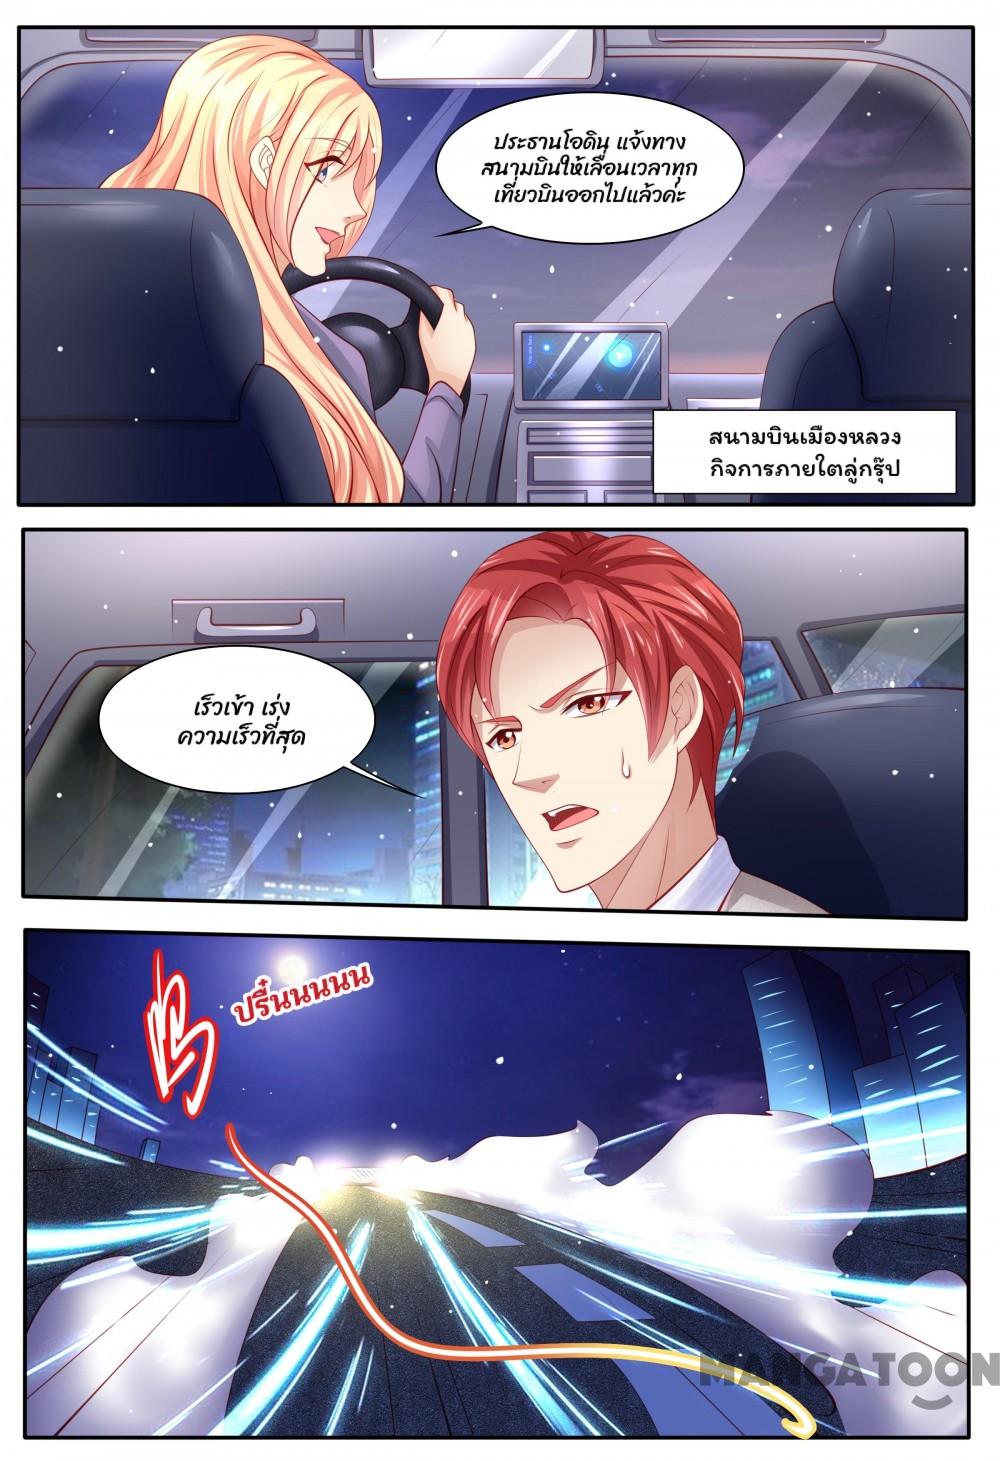 ประธานโอดิน แจ้งทาง
สนามบินให้เลื่อนเวลาทุก
เที่ยวบินออกไปแล้วค่ะ
You are here
สนามบินเมืองหลวง
กิจการภายใตลู่กรุ๊ป
เร็วเข้า เร่ง
ความเร็วที่สุด
ปรี๋นนนนน
MANGATOON